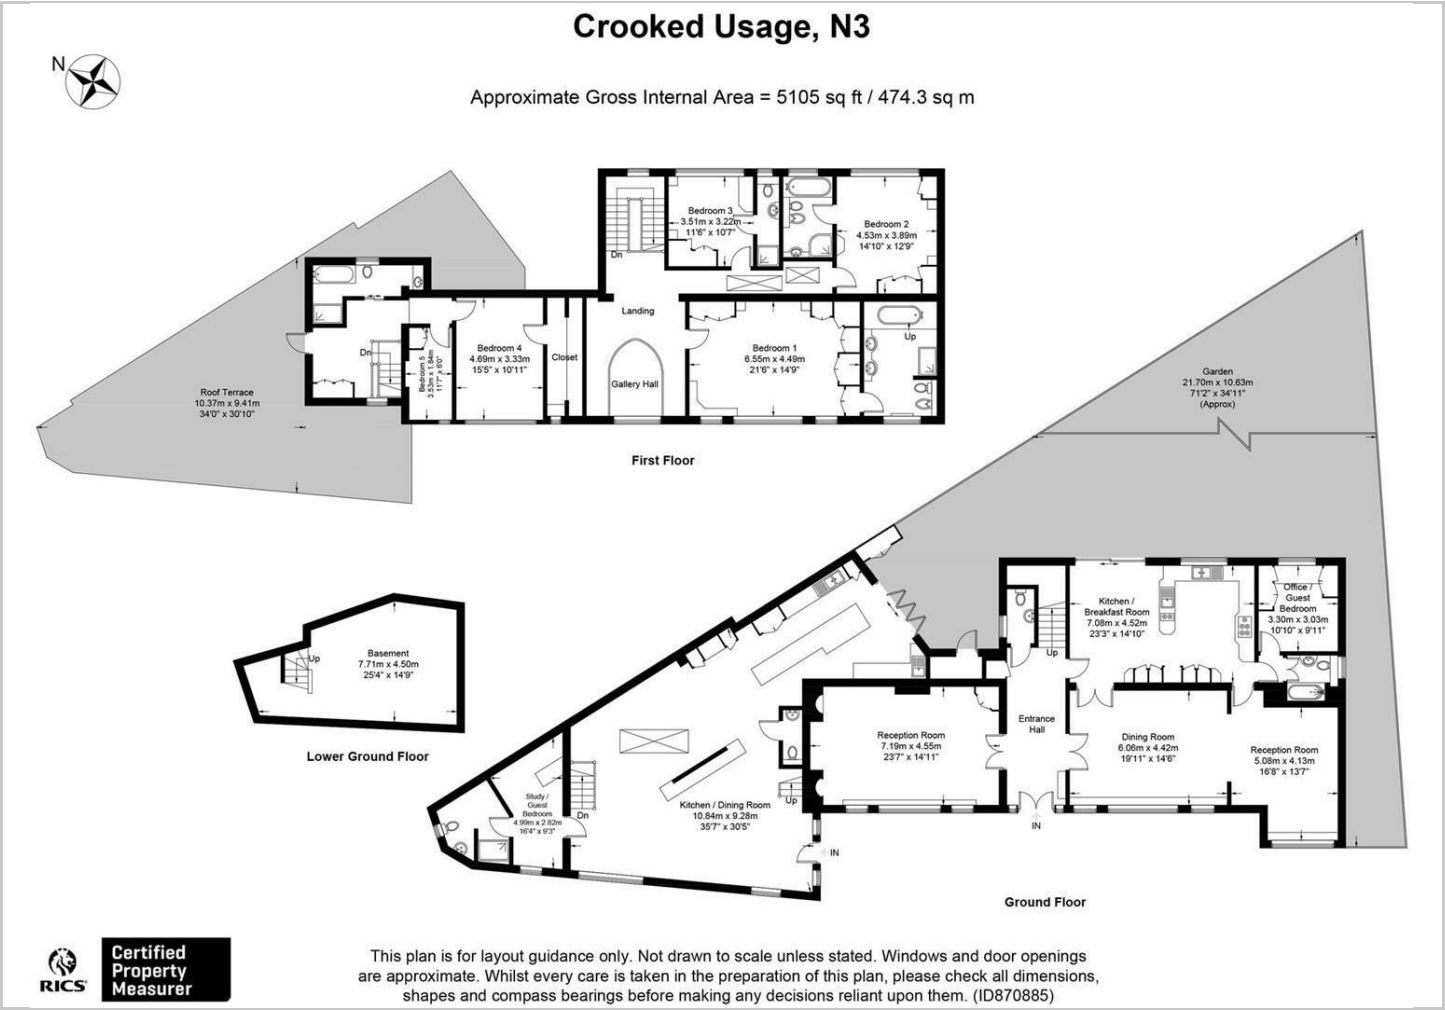 Crooked Usage, N3
N
Approximate Gross Internal Area = 5105 sq ft / 474.3 sq m
Bedroom 3
3.51m x 3.22m
11'6" x 10'7"
Bedroom 2
4.53m x 3.89m
14'10" x 12'9"
Dn
Landing
Gallery Hall
Bedroom 1
6.55m x 4.49m
21'6" x 14'9"
Up
Closet
Bedroom 4
4.69m x 3.33m
15'5" x 10'11"
Bedroom 5
3.53m x 1.84m
11'7" x 6'0"
Dn
Roof Terrace
10.37m x 9.41m
34'0" x 30'10"
First Floor
Garden
21.70m x 10.63m
71'2" x 34'11"
(Approx)
Basement
7.71m x 4.50m
25'4" x 14'9"
Up
Lower Ground Floor
Kitchen /
Breakfast Room
7.08m x 4.52m
23'3" x 14'10"
Office /
Guest
Bedroom
3.30m x 3.03m
10'10" x 9'11"
Up
Entrance
Hall
Reception Room
7.19m x 4.55m
23'7" x 14'11"
Dining Room
6.06m x 4.42m
19'11" x 14'6"
Reception Room
5.08m x 4.13m
16'8" x 13'7"
IN
Kitchen / Dining Room
10.84m x 9.28m
35'7" x 30'5"
Up
Dn
Study /
Guest
Bedroom
4.99m x 2.82m
16'4" x 9'3"
IN
Ground Floor
RICS
Certified
Property
Measurer
This plan is for layout guidance only. Not drawn to scale unless stated. Windows and door openings
are approximate. Whilst every care is taken in the preparation of this plan, please check all dimensions,
shapes and compass bearings before making any decisions reliant upon them. (ID870885)